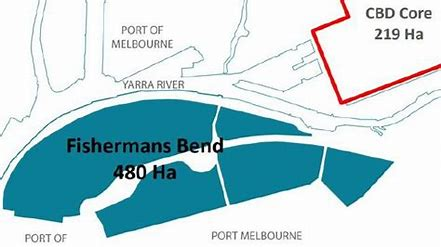 CBD Core
219 Ha
PORT OF
MELBOURNE
YARRA RIVER
Fishermans Bend
480 Ha
PORT OF
PORT MELBOURNE